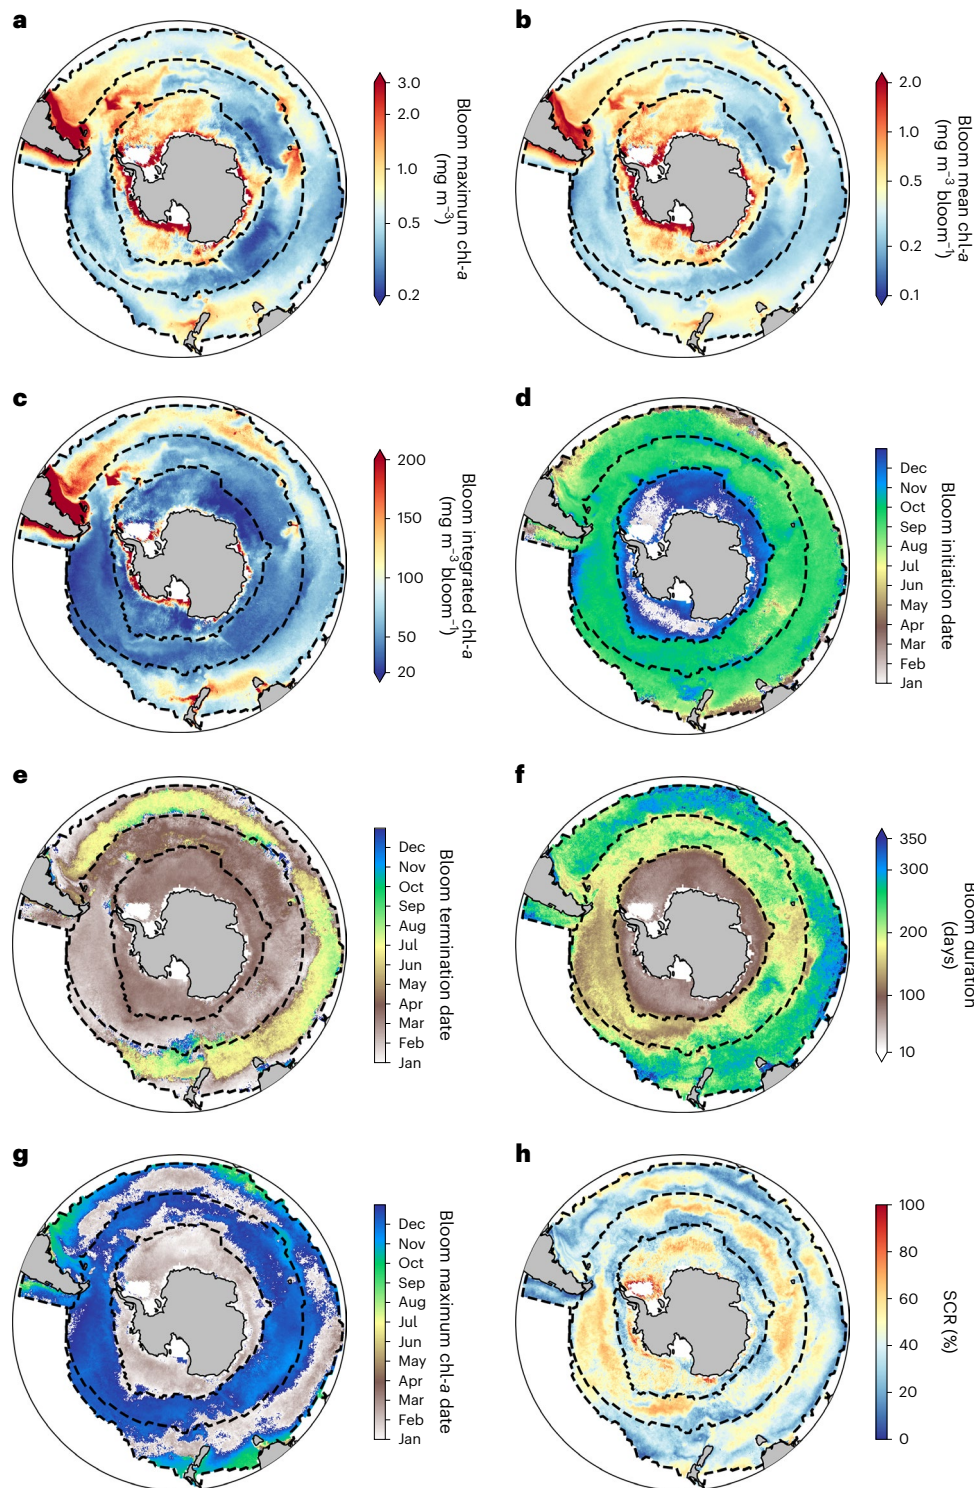 a
3.0
2.0
1.0
0.5
0.2
Bloom maximum chl-a
(mg m−3)
b
2.0
1.0
0.5
0.2
0.1
Bloom mean chl-a
(mg m−3 bloom−1)
c
200
150
100
50
20
Bloom integrated chl-a
(mg m−3 bloom−1)
d
Dec
Nov
Oct
Sep
Aug
Jul
Jun
May
Apr
Mar
Feb
Jan
Bloom initiation date
e
Dec
Nov
Oct
Sep
Aug
Jul
Jun
May
Apr
Mar
Feb
Jan
Bloom termination date
f
350
300
200
100
10
Bloom duration
(days)
g
Dec
Nov
Oct
Sep
Aug
Jul
Jun
May
Apr
Mar
Feb
Jan
Bloom maximum chl-a date
h
100
80
60
40
20
0
SCR (%)